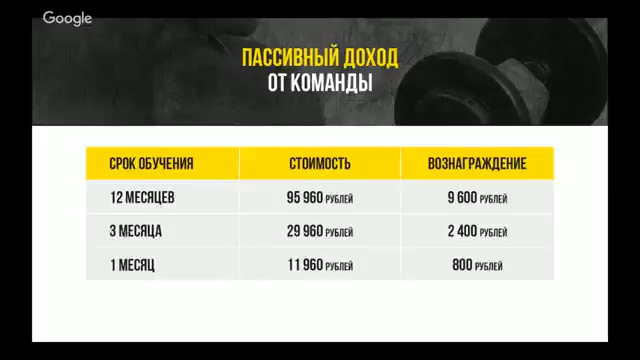 Google
ПАССИВНЫЙ ДОХОД
ОТ КОМАНДЫ
СРОК ОБУЧЕНИЯ СТОИМОСТЬ ВОЗНАГРАЖДЕНИЕ
12 МЕСЯЦЕВ 95 960 РУБЛЕЙ 9 600 РУБЛЕЙ
3 МЕСЯЦА 29 960 РУБЛЕЙ 2 400 РУБЛЕЙ
1 МЕСЯЦ 11 960 РУБЛЕЙ 800 РУБЛЕЙ